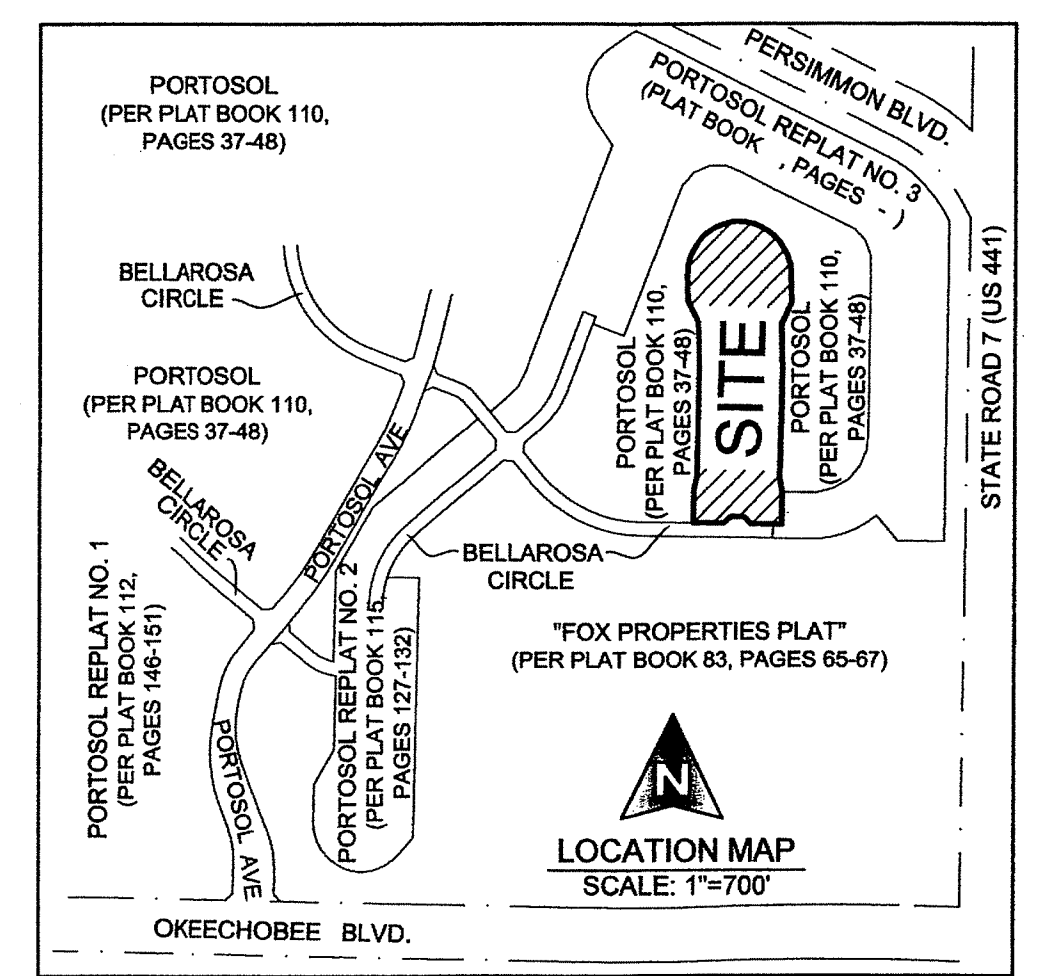 PORTOSOL
(PER PLAT BOOK 110,
PAGES 37-48)
PERSIMMON BLVD.
PORTOSOL REPLAT NO. 3
(PLAT BOOK , PAGES - )
BELLAROSA
CIRCLE
STATE ROAD 7 (US 441)
PORTOSOL
(PER PLAT BOOK 110,
PAGES 37-48)
SITE
PORTOSOL
(PER PLAT BOOK 110,
PAGES 37-48)
PORTOSOL
(PER PLAT BOOK 110,
PAGES 37-48)
PORTOSOL AVE
BELLAROSA
CIRCLE
BELLAROSA
CIRCLE
PORTOSOL REPLAT NO. 1
(PER PLAT BOOK 112,
PAGES 146-151)
PORTOSOL REPLAT NO. 2
(PER PLAT BOOK 115,
PAGES 127-132)
"FOX PROPERTIES PLAT"
(PER PLAT BOOK 83, PAGES 65-67)
PORTOSOL AVE
N
LOCATION MAP
SCALE: 1"=700'
OKEECHOBEE BLVD.